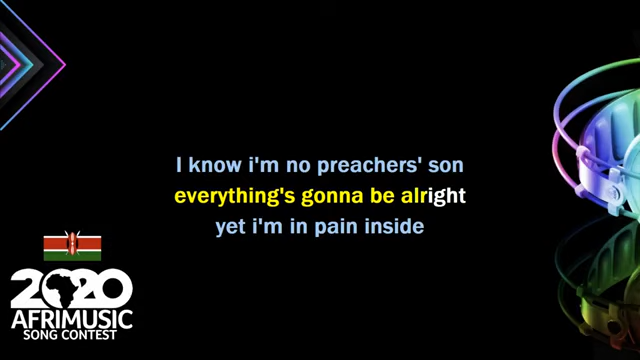 I know i'm no preachers' son
everything's gonna be alright
yet i'm in pain inside
2020
AFRIMUSIC
SONG CONTEST